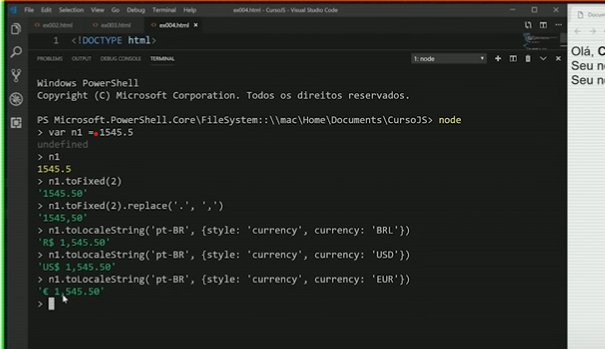 File Edit Selection View Go Debug Terminal Help
ex004.html - CursoJS - Visual Studio Code
ex002.html ex003.html ex004.html
1 <!DOCTYPE html>
PROBLEMS OUTPUT DEBUG CONSOLE TERMINAL 1: node
Windows PowerShell
Copyright (C) Microsoft Corporation. Todos os direitos reservados.
PS Microsoft.PowerShell.Core\FileSystem::\\mac\Home\Documents\CursoJS> node
> var n1 = 1545.5
undefined
> n1
1545.5
> n1.toFixed(2)
'1545.50'
> n1.toFixed(2).replace('.', ',')
'1545,50'
> n1.toLocaleString('pt-BR', {style: 'currency', currency: 'BRL'})
'R$ 1,545.50'
> n1.toLocaleString('pt-BR', {style: 'currency', currency: 'USD'})
'US$ 1,545.50'
> n1.toLocaleString('pt-BR', {style: 'currency', currency: 'EUR'})
'€ 1,545.50'
>
Docume
Olá, C
Seu no
Seu no